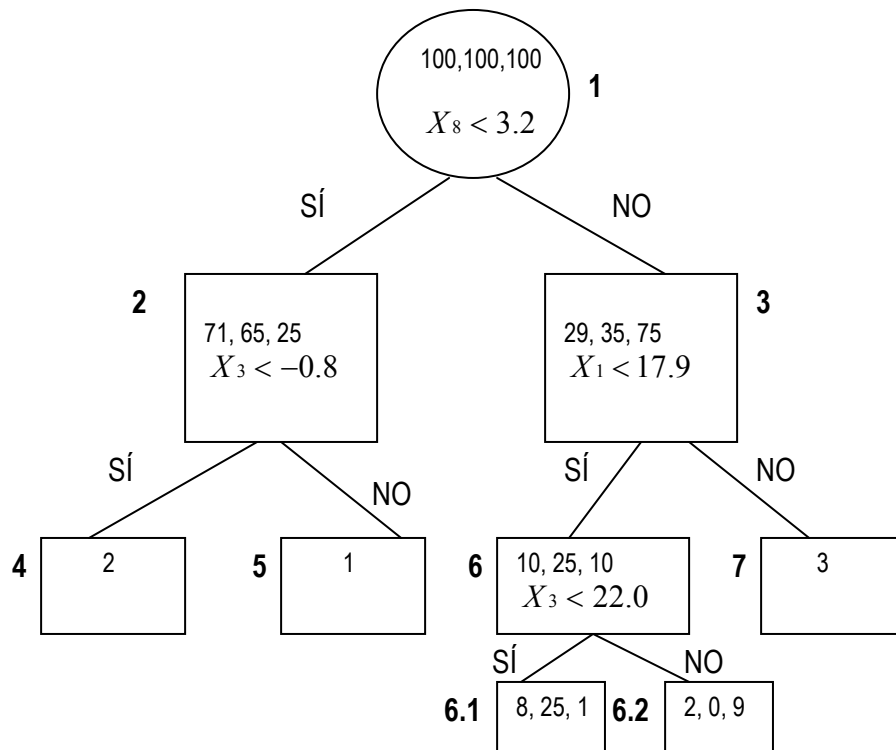 100,100,100
1
X₈ < 3.2
SÍ
NO
2
3
71, 65, 25
X₃ < −0.8
29, 35, 75
X₁ < 17.9
SÍ
NO
SÍ
NO
4
2
5
1
6
10, 25, 10
X₃ < 22.0
7
3
SÍ
NO
6.1
8, 25, 1
6.2
2, 0, 9